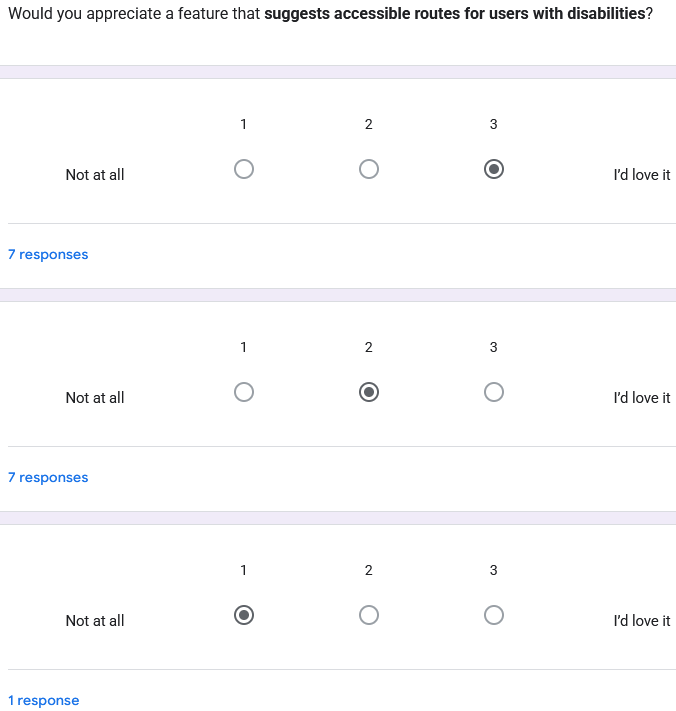 Would you appreciate a feature that suggests accessible routes for users with disabilities?
1 2 3
Not at all I'd love it
7 responses
1 2 3
Not at all I'd love it
7 responses
1 2 3
Not at all I'd love it
1 response